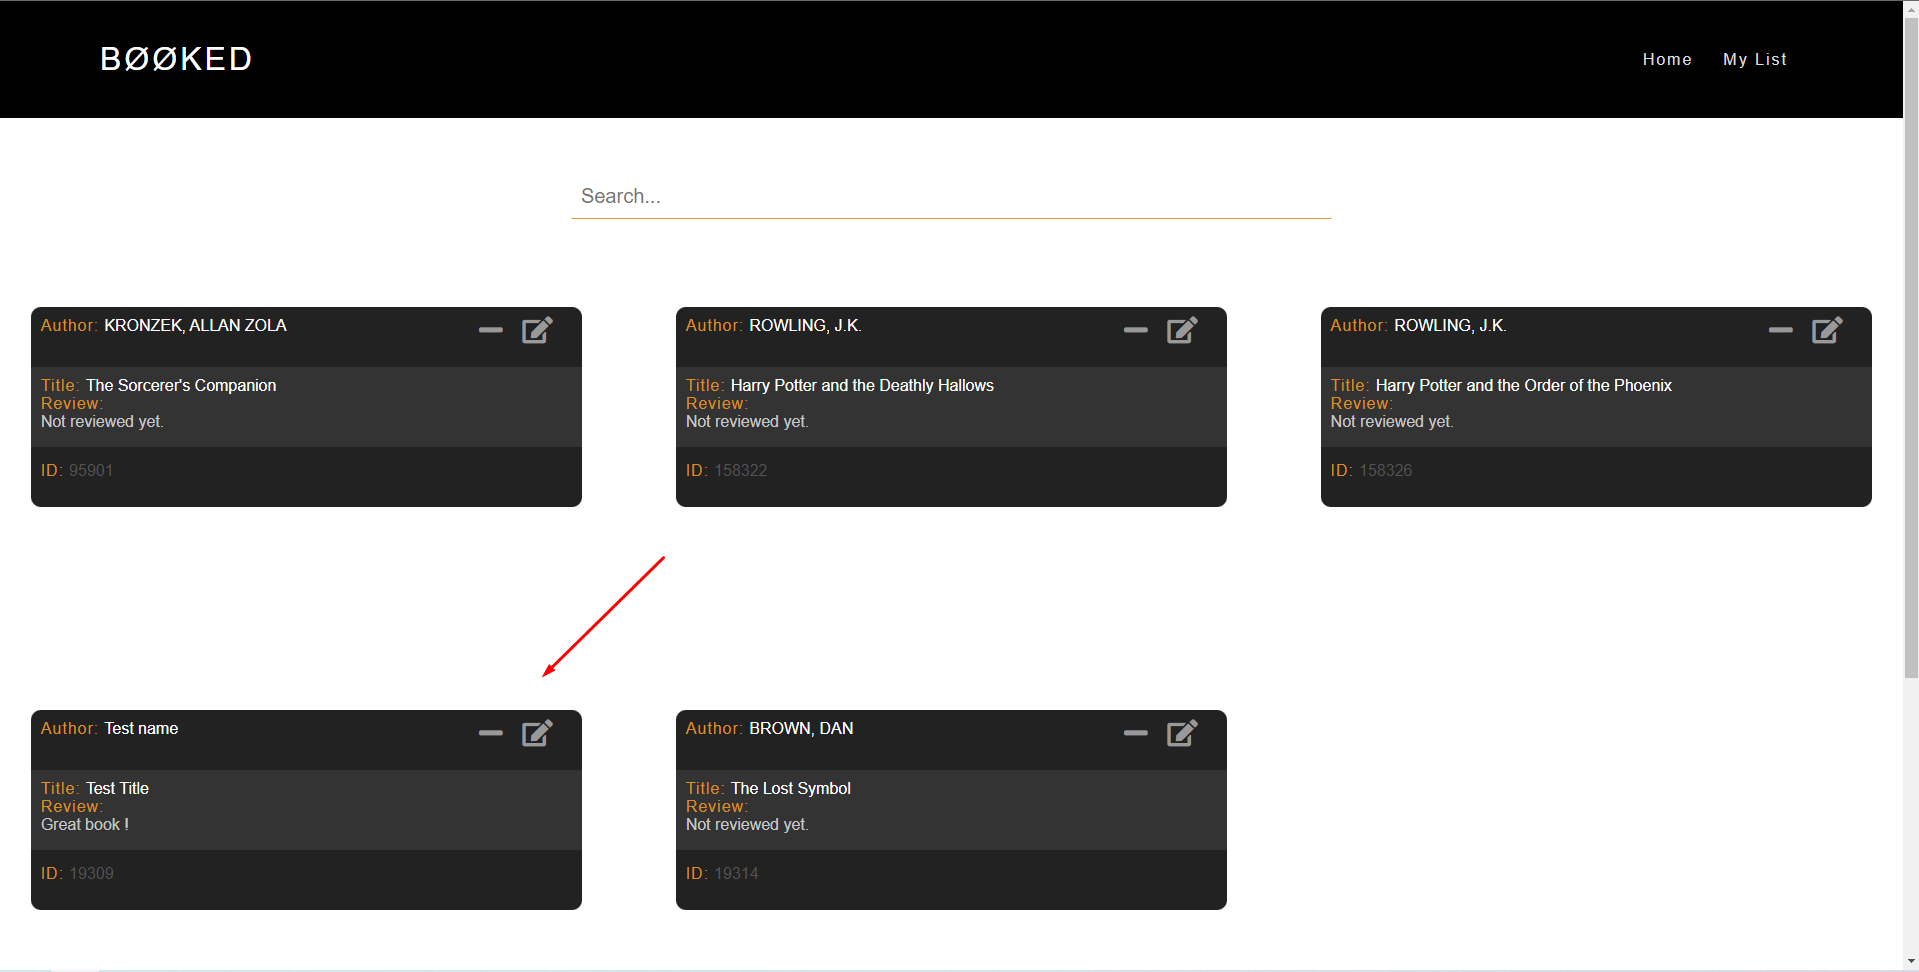 BØØKED
Home
My List
Search...
Author: KRONZEK, ALLAN ZOLA
Title: The Sorcerer's Companion
Review:
Not reviewed yet.
ID: 95901
Author: ROWLING, J.K.
Title: Harry Potter and the Deathly Hallows
Review:
Not reviewed yet.
ID: 158322
Author: ROWLING, J.K.
Title: Harry Potter and the Order of the Phoenix
Review:
Not reviewed yet.
ID: 158326
Author: Test name
Title: Test Title
Review:
Great book !
ID: 19309
Author: BROWN, DAN
Title: The Lost Symbol
Review:
Not reviewed yet.
ID: 19314